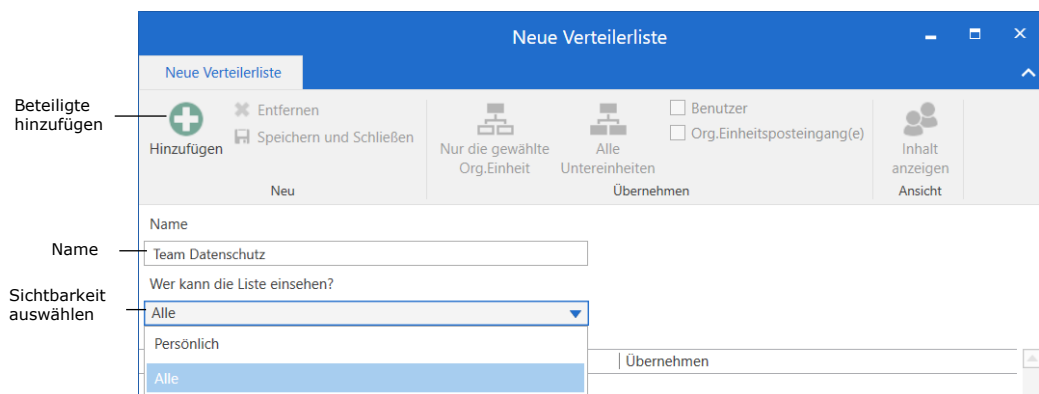 Neue Verteilerliste
Neue Verteilerliste
Beteiligte
hinzufügen
Hinzufügen
Entfernen
Speichern und Schließen
Neu
Nur die gewählte
Org.Einheit
Alle
Untereinheiten
Benutzer
Org.Einheitsposteingang(e)
Übernehmen
Inhalt
anzeigen
Ansicht
Name
Name
Team Datenschutz
Wer kann die Liste einsehen?
Sichtbarkeit
auswählen
Alle
Persönlich
Alle
Übernehmen